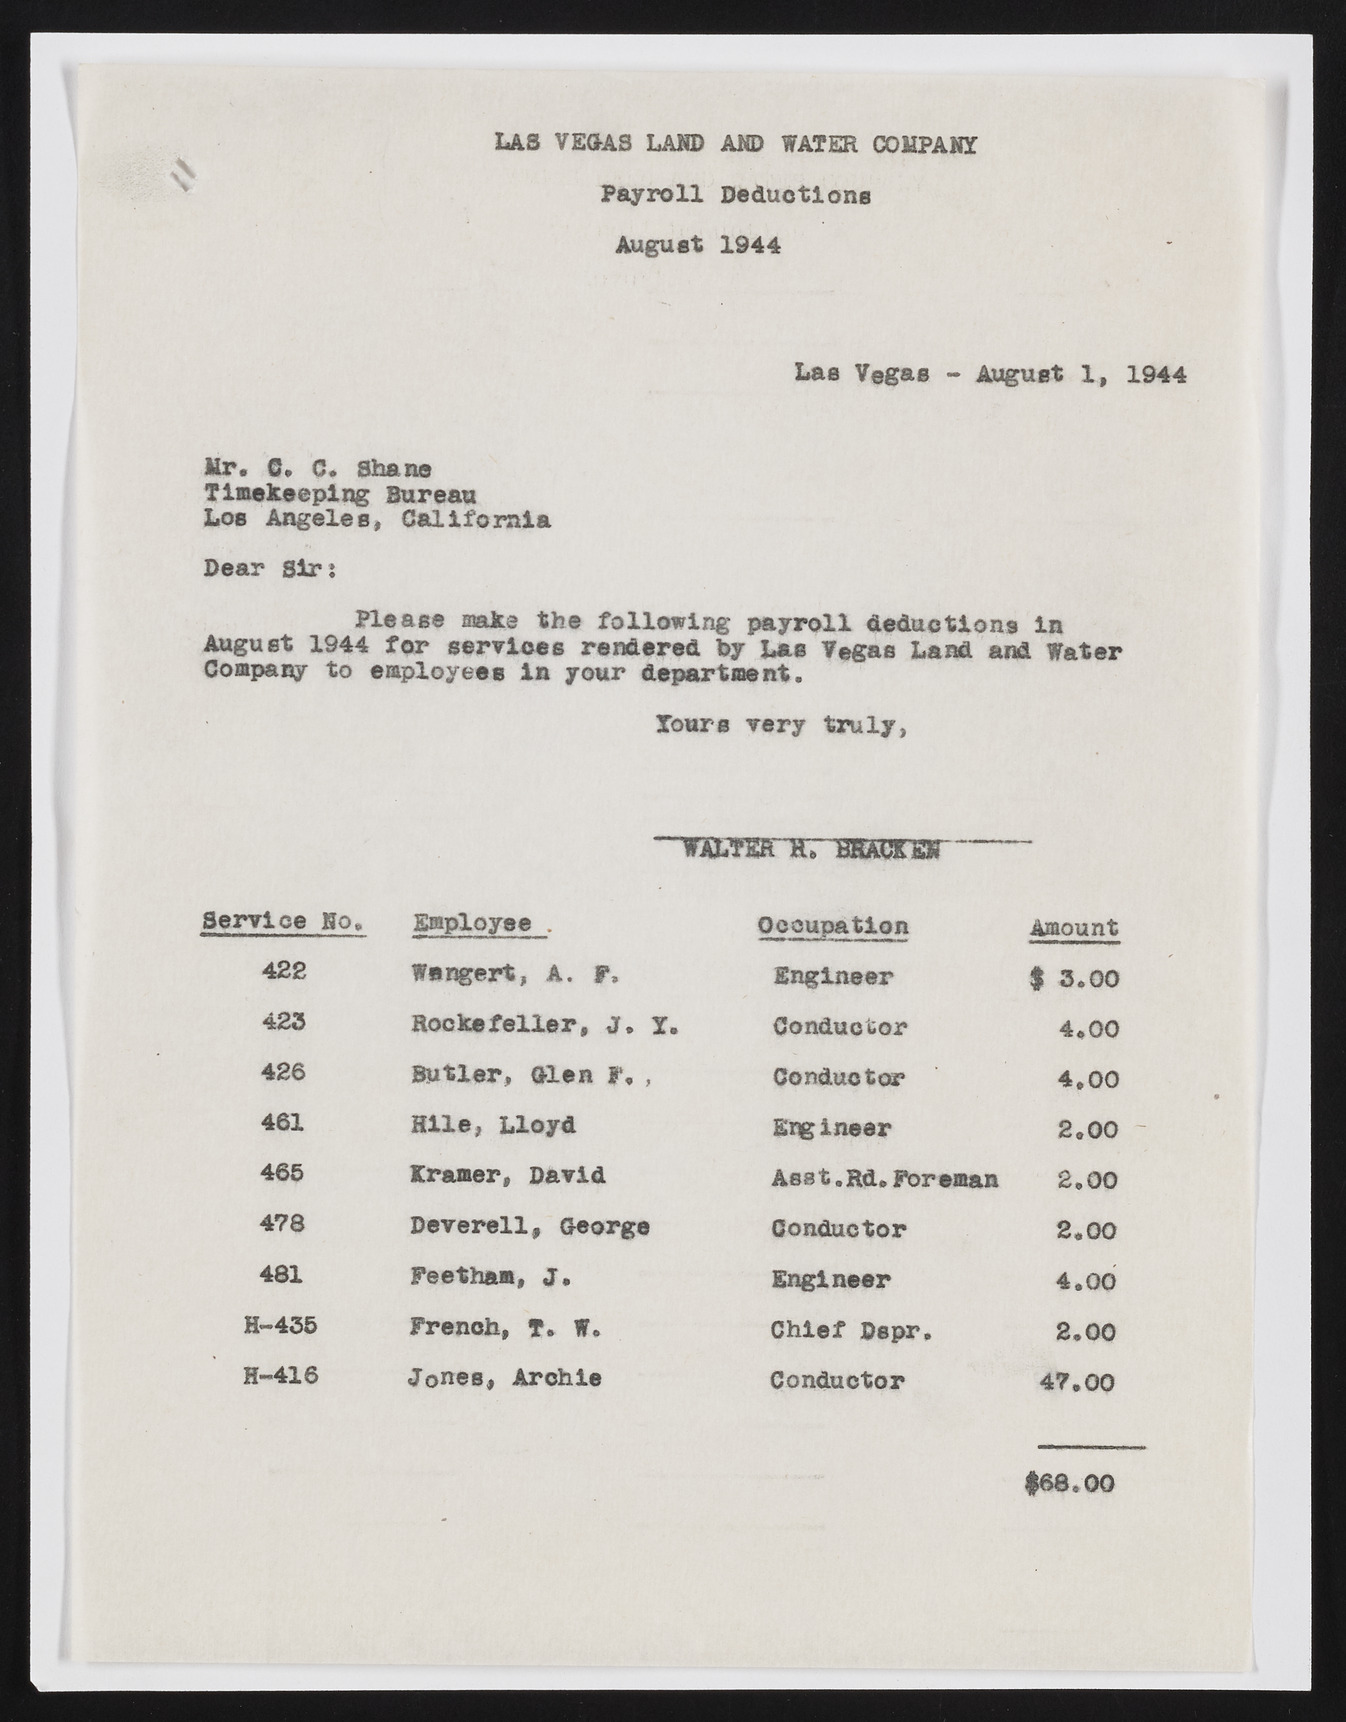 LAS VEGAS LAND AND WATER COMPANY
Payroll Deductions
August 1944
Las Vegas - August 1, 1944
Mr. C. C. Shane
Timekeeping Bureau
Los Angeles, California
Dear Sir:
Please make the following payroll deductions in
August 1944 for services rendered by Las Vegas Land and Water
Company to employees in your department.
Yours very truly,
WALTER R. BRACKEN
Service No. Employee Occupation Amount
422 Wengert, A. F. Engineer $ 3.00
423 Rockefeller, J. Y. Conductor 4.00
426 Butler, Glen F., Conductor 4.00
461 Hile, Lloyd Engineer 2.00
465 Kramer, David Asst.Rd.Foreman 2.00
478 Deverell, George Conductor 2.00
481 Feetham, J. Engineer 4.00
H-435 French, T. W. Chief Dspr. 2.00
H-416 Jones, Archie Conductor 47.00
$68.00